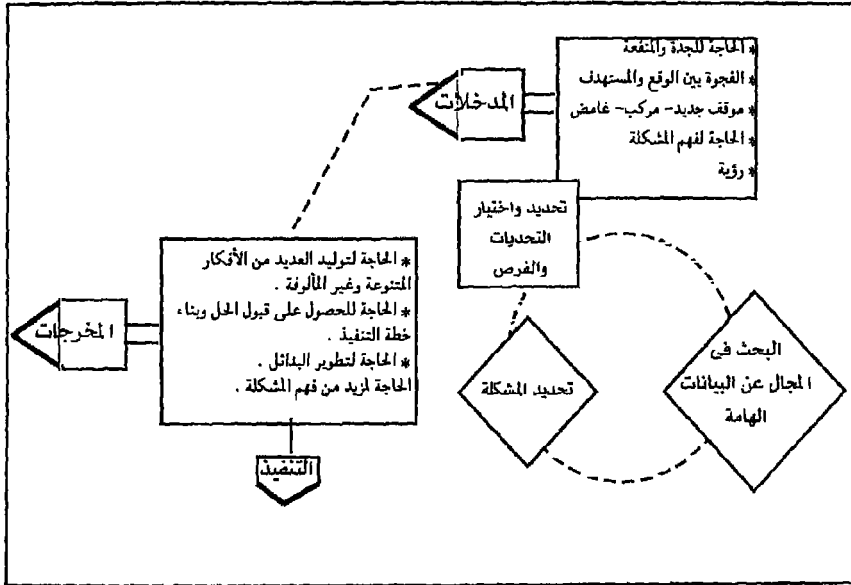 * الحاجة للجدة والمنفعة
* الفجوة بين الوقع والمستهدف
* موقف جديد- مركب- غامض
* الحاجة لفهم المشكلة
* رؤية
المدخلات
تحديد واختيار
التحديات
والفرص
البحث فى
المجال عن البيانات
الهامة
تحديد المشكلة
* الحاجة لتوليد العديد من الأفكار
المتنوعة وغير المألوفة .
* الحاجة للحصول على قبول الحل وبناء
خطة التنفيذ .
* الحاجة لتطوير البدائل .
الحاجة لمزيد من فهم المشكلة .
المخرجات
التنفيذ